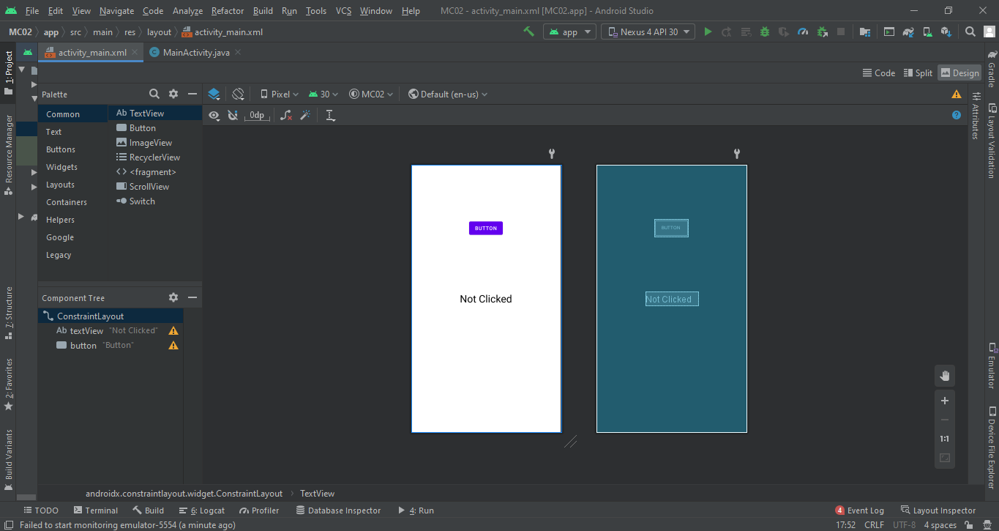 File Edit View Navigate Code Analyze Refactor Build Run Tools VCS Window Help MC02 - activity_main.xml [MC02.app] - Android Studio
MC02 app src main res layout activity_main.xml app Nexus 4 API 30
activity_main.xml MainActivity.java
Code Split Design
Palette Pixel 30 MC02 Default (en-us)
0dp
Common
Text
Buttons
Widgets
Layouts
Containers
Helpers
Google
Legacy
Ab TextView
Button
ImageView
RecyclerView
<> <fragment>
ScrollView
Switch
Component Tree
ConstraintLayout
Ab textView "Not Clicked"
button "Button"
BUTTON
Not Clicked
BUTTON
Not Clicked
1:1
1: Project
Resource Manager
7: Structure
2: Favorites
Build Variants
Gradle
Layout Validation
Attributes
Emulator
Device File Explorer
androidx.constraintlayout.widget.ConstraintLayout TextView
TODO Terminal Build 6: Logcat Profiler Database Inspector 4: Run 4 Event Log Layout Inspector
Failed to start monitoring emulator-5554 (a minute ago) 17:52 CRLF UTF-8 4 spaces